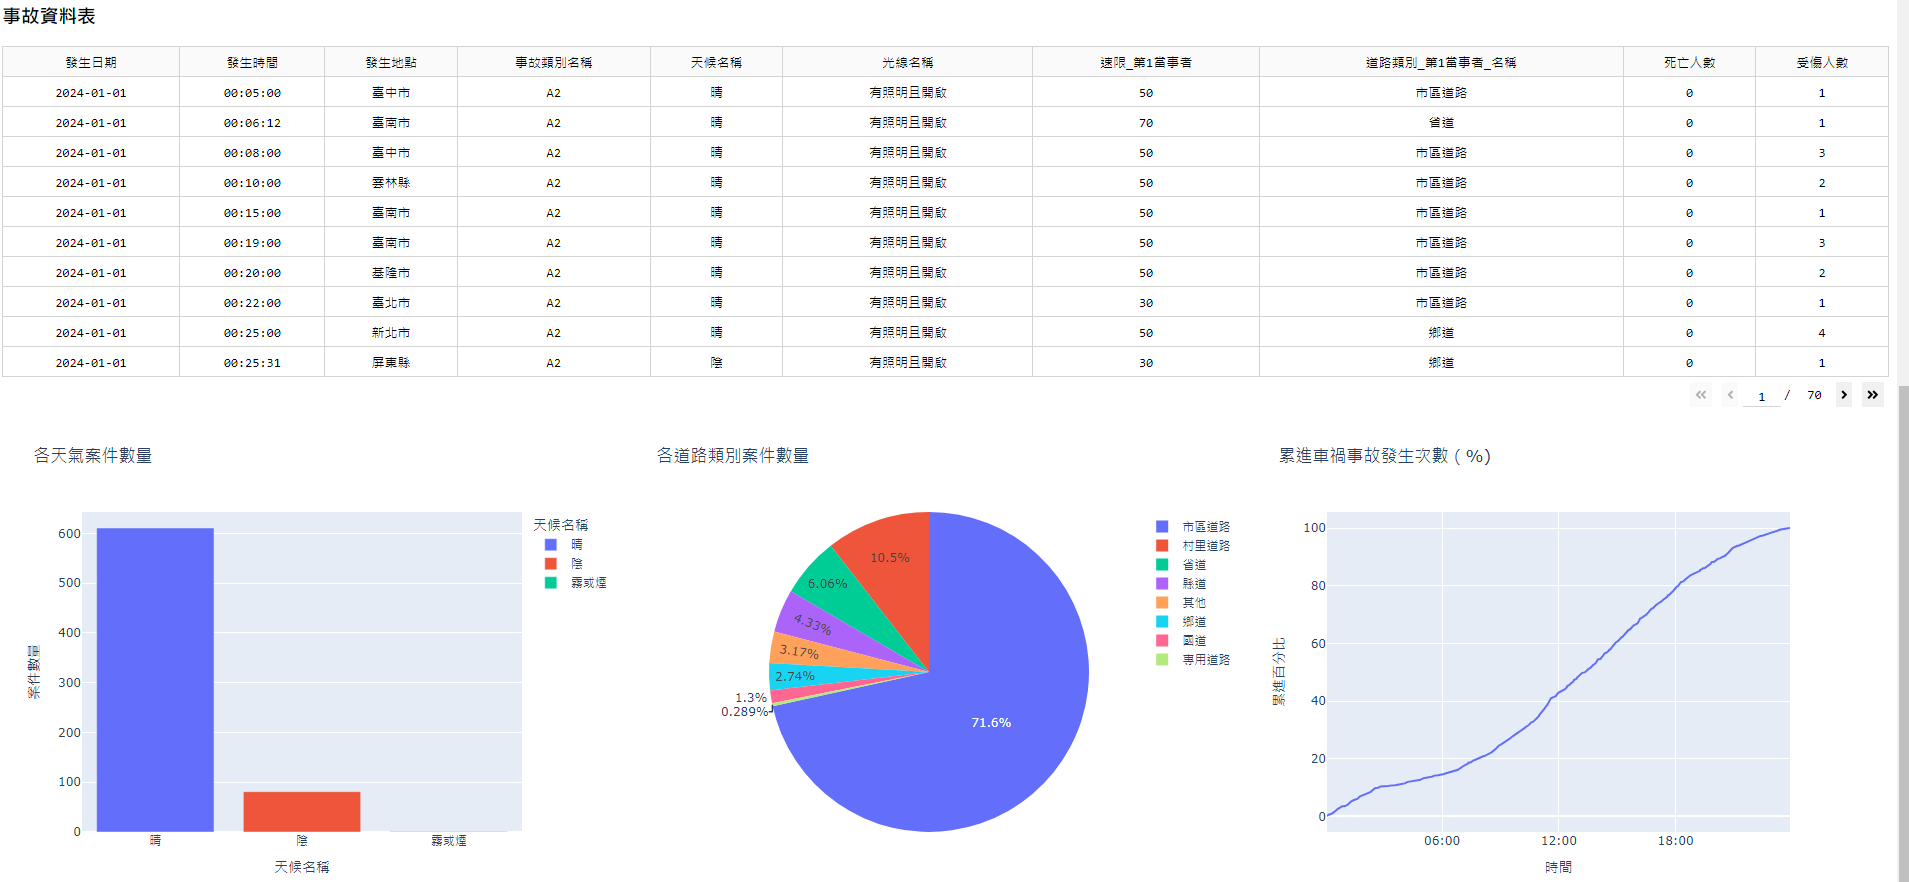 事故資料表
發生日期 發生時間 發生地點 事故類別名稱 天候名稱 光線名稱 速限_第1當事者 道路類別_第1當事者_名稱 死亡人數 受傷人數
2024-01-01 00:05:00 臺中市 A2 晴 有照明且開啟 50 市區道路 0 1
2024-01-01 00:06:12 臺南市 A2 晴 有照明且開啟 70 省道 0 1
2024-01-01 00:08:00 臺中市 A2 晴 有照明且開啟 50 市區道路 0 3
2024-01-01 00:10:00 雲林縣 A2 晴 有照明且開啟 50 市區道路 0 2
2024-01-01 00:15:00 臺南市 A2 晴 有照明且開啟 50 市區道路 0 1
2024-01-01 00:19:00 臺南市 A2 晴 有照明且開啟 50 市區道路 0 3
2024-01-01 00:20:00 基隆市 A2 晴 有照明且開啟 50 市區道路 0 2
2024-01-01 00:22:00 臺北市 A2 晴 有照明且開啟 30 市區道路 0 1
2024-01-01 00:25:00 新北市 A2 晴 有照明且開啟 50 鄉道 0 4
2024-01-01 00:25:31 屏東縣 A2 陰 有照明且開啟 30 鄉道 0 1
1 / 70
各天氣案件數量
600
500
400
300
200
100
0
案件數量
晴 陰 霧或煙
天候名稱
天候名稱
晴
陰
霧或煙
各道路類別案件數量
10.5%
6.06%
4.33%
3.17%
2.74%
1.3%
0.289%
71.6%
市區道路
村里道路
省道
縣道
其他
鄉道
國道
專用道路
累進車禍事故發生次數 ( %)
100
80
60
40
20
0
累進百分比
06:00 12:00 18:00
時間